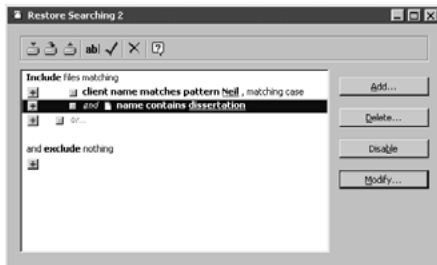 Restore Searching 2
ab|
Include files matching
client name matches pattern Neil , matching case
and name contains dissertation
or...
and exclude nothing
Add...
Delete...
Disable
Modify...